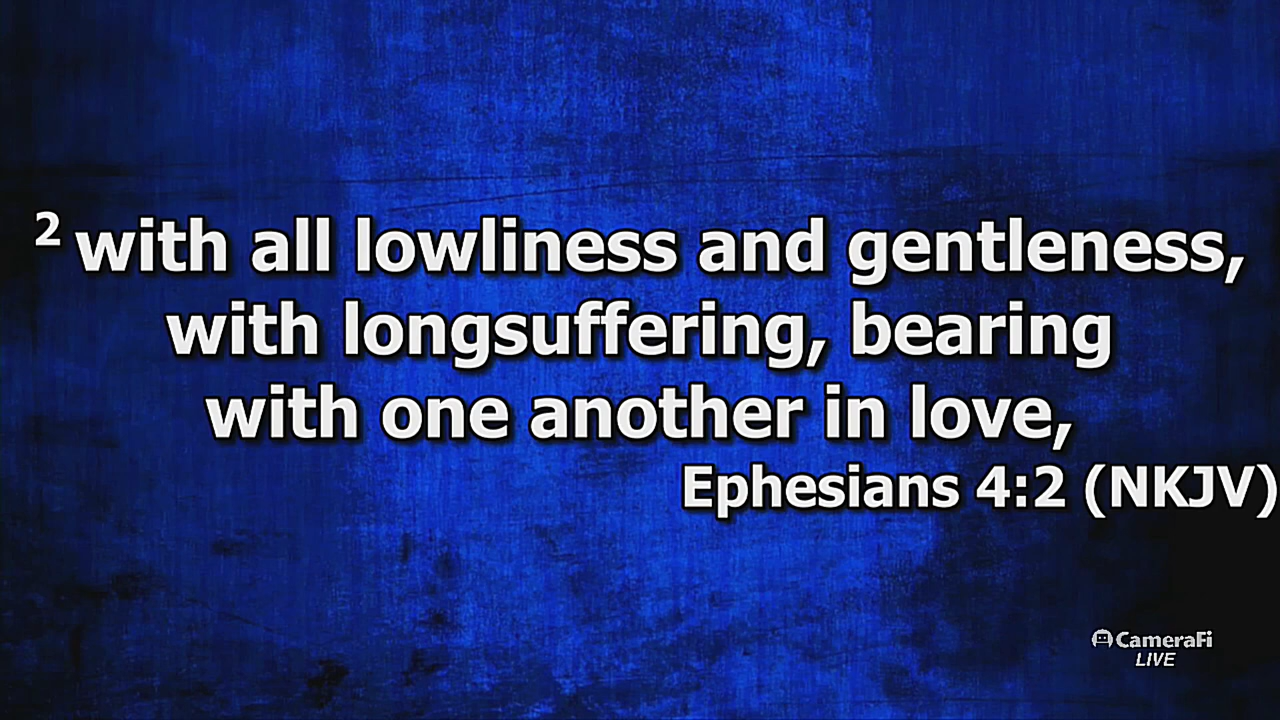 2 with all lowliness and gentleness,
with longsuffering, bearing
with one another in love,
Ephesians 4:2 (NKJV)
CameraFi
LIVE